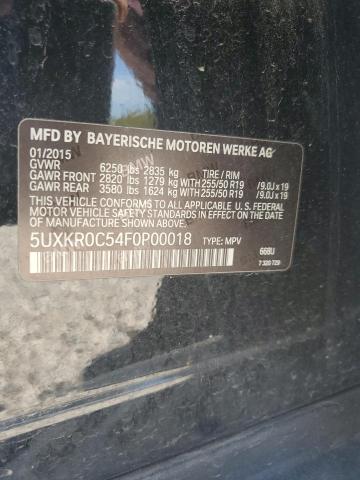 MFD BY BAYERISCHE MOTOREN WERKE AG
01/2015
GVWR 6250 lbs 2835 kg TIRE / RIM
GAWR FRONT 2820 lbs 1279 kg WITH 255/50 R19 /9.0J x 19
GAWR REAR 3580 lbs 1624 kg WITH 255/50 R19 /9.0J x 19
THIS VEHICLE CONFORMS TO ALL APPLICABLE U.S. FEDERAL
MOTOR VEHICLE SAFETY STANDARDS IN EFFECT ON THE DATE
OF MANUFACTURE SHOWN ABOVE.
5UXKR0C54F0P00018 TYPE: MPV
668U
7 320 729